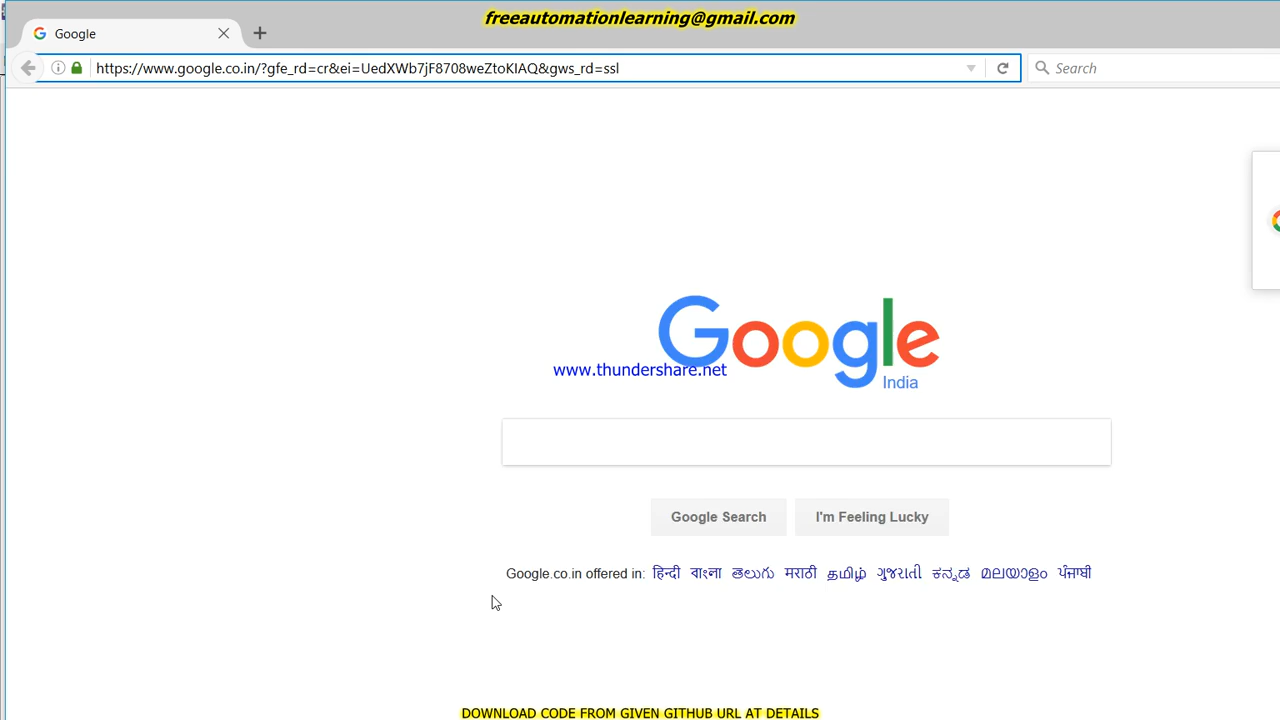 freeautomationlearning@gmail.com
Google
https://www.google.co.in/?gfe_rd=cr&ei=UedXWb7jF8708weZtoKIAQ&gws_rd=ssl
Search
Google
www.thundershare.net
India
Google Search I'm Feeling Lucky
Google.co.in offered in: हिन्दी বাংলা తెలుగు मराठी தமிழ் ગુજરાતી ಕನ್ನಡ മലയാളം ਪੰਜਾਬੀ
DOWNLOAD CODE FROM GIVEN GITHUB URL AT DETAILS